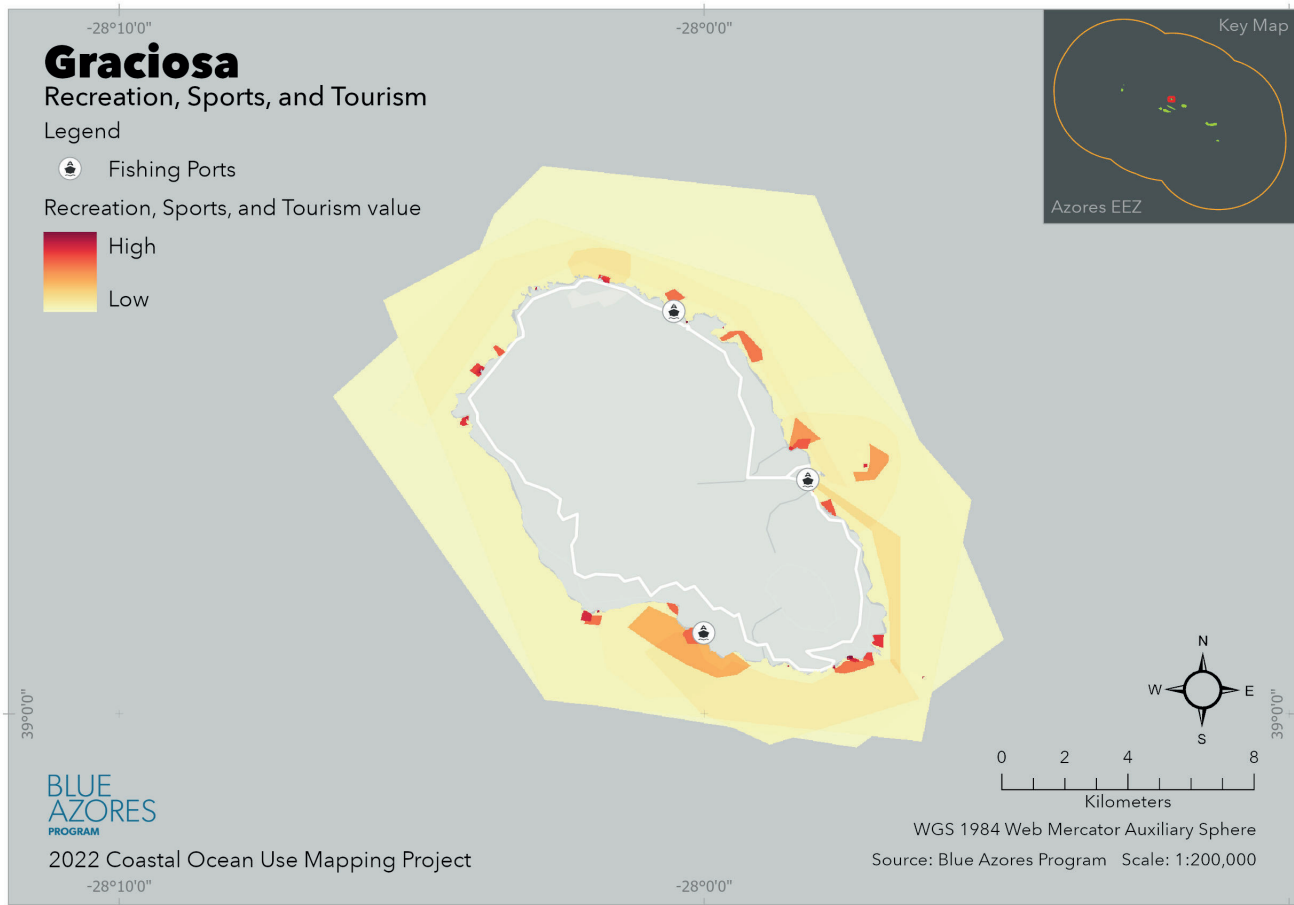 -28°10'0"
-28°0'0"
Graciosa
Recreation, Sports, and Tourism
Legend
Fishing Ports
Recreation, Sports, and Tourism value
High
Low
Key Map
Azores EEZ
39°0'0"
39°0'0"
N
W
E
S
0 2 4 8
Kilometers
WGS 1984 Web Mercator Auxiliary Sphere
Source: Blue Azores Program Scale: 1:200,000
BLUE
AZORES
PROGRAM
2022 Coastal Ocean Use Mapping Project
-28°10'0"
-28°0'0"